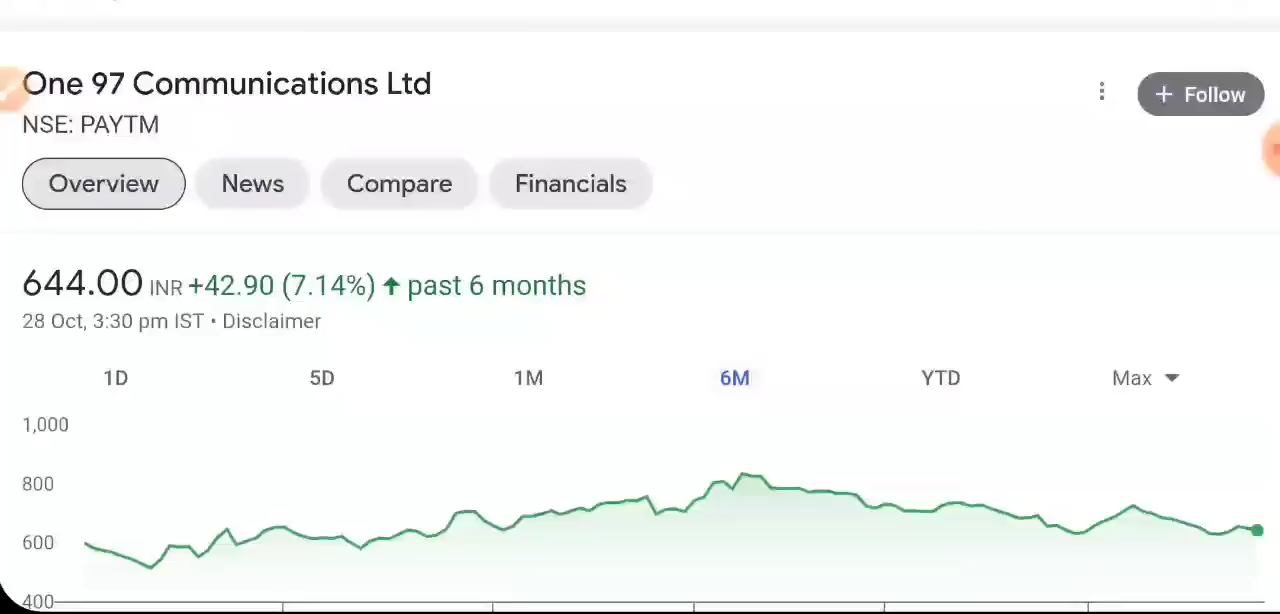 One 97 Communications Ltd
+ Follow
NSE: PAYTM
Overview News Compare Financials
644.00 INR +42.90 (7.14%) ↑ past 6 months
28 Oct, 3:30 pm IST • Disclaimer
1D 5D 1M 6M YTD Max
1,000
800
600
400